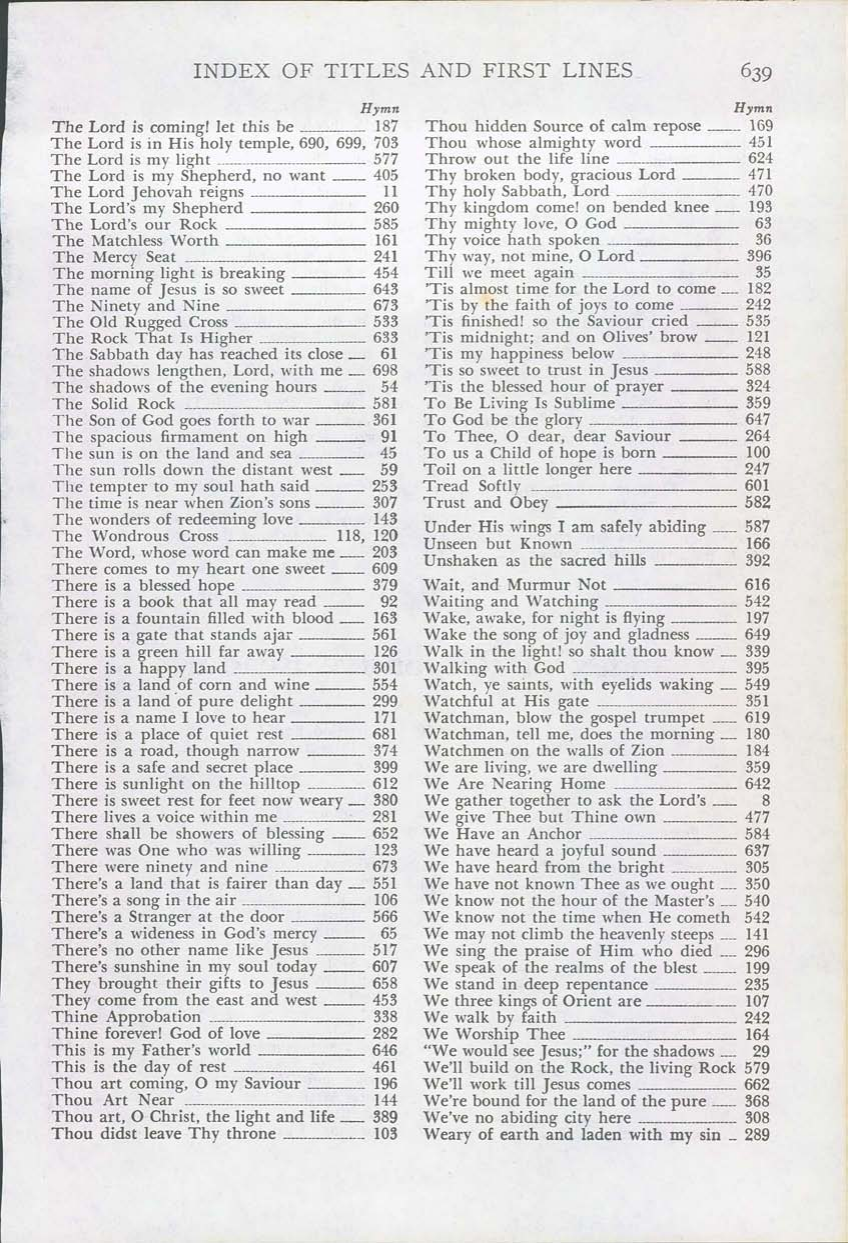 INDEX OF TITLES AND FIRST LINES 639
Hymn
The Lord is coming! let this be 187
The Lord is in His holy temple, 690, 699, 703
The Lord is my light 577
The Lord is my Shepherd, no want 405
The Lord Jehovah reigns 11
The Lord's my Shepherd 260
The Lord's our Rock 585
The Matchless Worth 161
The Mercy Seat 241
The morning light is breaking 454
The name of Jesus is so sweet 643
The Ninety and Nine 673
The Old Rugged Cross 533
The Rock That Is Higher 633
The Sabbath day has reached its close 61
The shadows lengthen, Lord, with me 698
The shadows of the evening hours 54
The Solid Rock 581
The Son of God goes forth to war 361
The spacious firmament on high 91
The sun is on the land and sea 45
The sun rolls down the distant west 59
The tempter to my soul hath said 253
The time is near when Zion's sons 307
The wonders of redeeming love 143
The Wondrous Cross 118, 120
The Word, whose word can make me 203
There comes to my heart one sweet 609
There is a blessed hope 379
There is a book that all may read 92
There is a fountain filled with blood 163
There is a gate that stands ajar 561
There is a green hill far away 126
There is a happy land 301
There is a land of corn and wine 554
There is a land of pure delight 299
There is a name I love to hear 171
There is a place of quiet rest 681
There is a road, though narrow 374
There is a safe and secret place 399
There is sunlight on the hilltop 612
There is sweet rest for feet now weary 380
There lives a voice within me 281
There shall be showers of blessing 652
There was One who was willing 123
There were ninety and nine 673
There's a land that is fairer than day 551
There's a song in the air 106
There's a Stranger at the door 566
There's a wideness in God's mercy 65
There's no other name like Jesus 517
There's sunshine in my soul today 607
They brought their gifts to Jesus 658
They come from the east and west 453
Thine Approbation 338
Thine forever! God of love 282
This is my Father's world 646
This is the day of rest 461
Thou art coming, O my Saviour 196
Thou Art Near 144
Thou art, O Christ, the light and life 389
Thou didst leave Thy throne 103
Hymn
Thou hidden Source of calm repose 169
Thou whose almighty word 451
Throw out the life line 624
Thy broken body, gracious Lord 471
Thy holy Sabbath, Lord 470
Thy kingdom come! on bended knee 193
Thy mighty love, O God 63
Thy voice hath spoken 36
Thy way, not mine, O Lord 396
Till we meet again 35
'Tis almost time for the Lord to come 182
'Tis by the faith of joys to come 242
'Tis finished! so the Saviour cried 535
'Tis midnight; and on Olives' brow 121
'Tis my happiness below 248
'Tis so sweet to trust in Jesus 588
'Tis the blessed hour of prayer 324
To Be Living Is Sublime 359
To God be the glory 647
To Thee, O dear, dear Saviour 264
To us a Child of hope is born 100
Toil on a little longer here 247
Tread Softly 601
Trust and Obey 582
Under His wings I am safely abiding 587
Unseen but Known 166
Unshaken as the sacred hills 392
Wait, and Murmur Not 616
Waiting and Watching 542
Wake, awake, for night is flying 197
Wake the song of joy and gladness 649
Walk in the light! so shalt thou know 339
Walking with God 395
Watch, ye saints, with eyelids waking 549
Watchful at His gate 351
Watchman, blow the gospel trumpet 619
Watchman, tell me, does the morning 180
Watchmen on the walls of Zion 184
We are living, we are dwelling 359
We Are Nearing Home 642
We gather together to ask the Lord's 8
We give Thee but Thine own 477
We Have an Anchor 584
We have heard a joyful sound 637
We have heard from the bright 305
We have not known Thee as we ought 350
We know not the hour of the Master's 540
We know not the time when He cometh 542
We may not climb the heavenly steeps 141
We sing the praise of Him who died 296
We speak of the realms of the blest 199
We stand in deep repentance 235
We three kings of Orient are 107
We walk by faith 242
We Worship Thee 164
"We would see Jesus;" for the shadows 29
We'll build on the Rock, the living Rock 579
We'll work till Jesus comes 662
We're bound for the land of the pure 368
We've no abiding city here 308
Weary of earth and laden with my sin 289